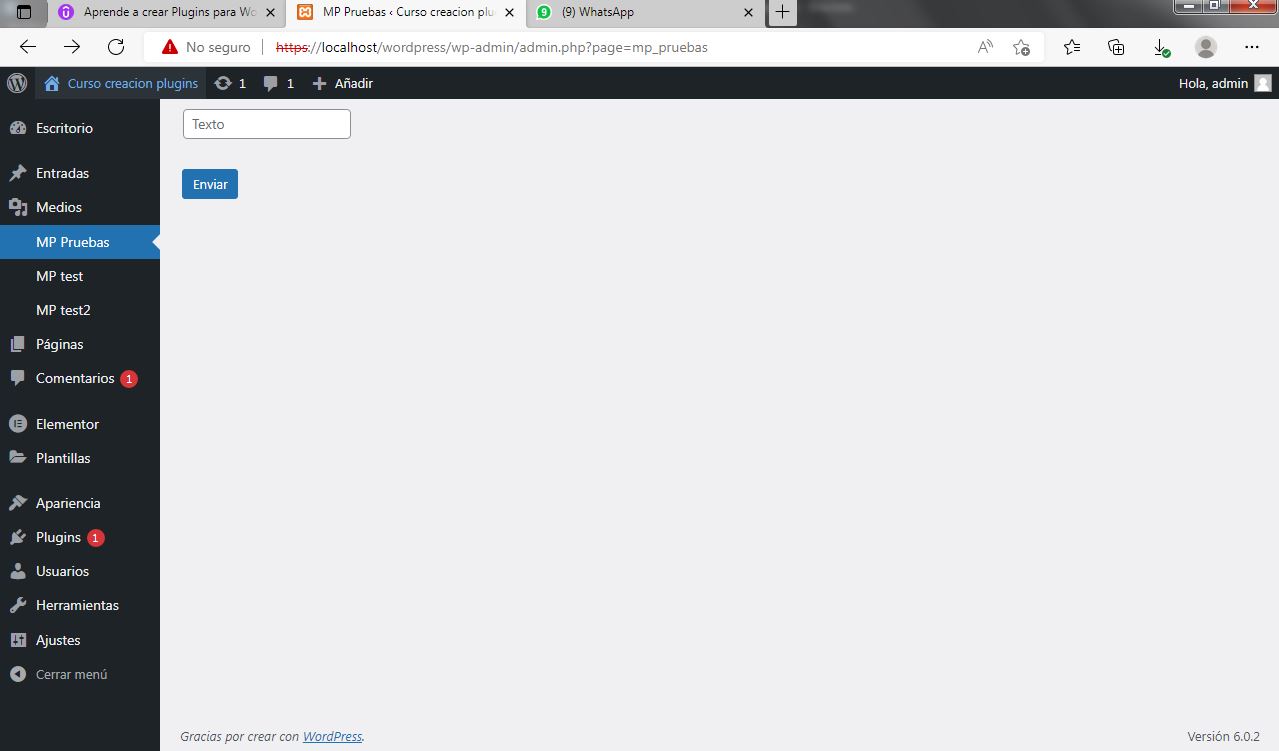 Aprende a crear Plugins para Wo
MP Pruebas ‹ Curso creacion plu
9 (9) WhatsApp
No seguro https://localhost/wordpress/wp-admin/admin.php?page=mp_pruebas
Curso creacion plugins 1 1 Añadir Hola, admin
Escritorio
Entradas
Medios
MP Pruebas
MP test
MP test2
Páginas
Comentarios 1
Elementor
Plantillas
Apariencia
Plugins 1
Usuarios
Herramientas
Ajustes
Cerrar menú
Texto
Enviar
Gracias por crear con WordPress.
Versión 6.0.2